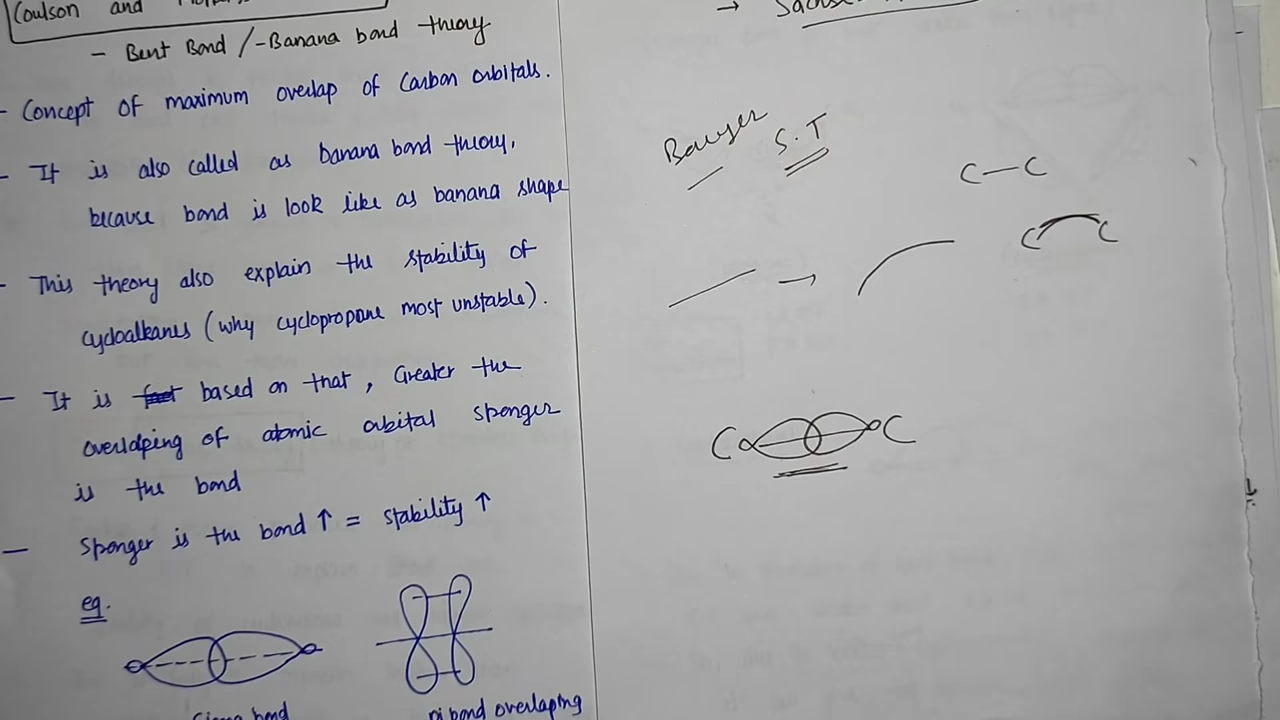 Coulson and
- Bent Bond /-Banana bond theory
- Concept of maximum overlap of Carbon orbitals.
- It is also called as banana bond theory,
because bond is look like as banana shape
- This theory also explain the stability of
cycloalkanes (why cyclopropane most unstable).
- It is based on that, Greater the
overlaping of atomic orbital sponger
is the bond
- Sponger is the bond ↑ = stability ↑
eg.
bond
pi bond overlaping
→
Baeyer S.T
C-C
C C
→
C C